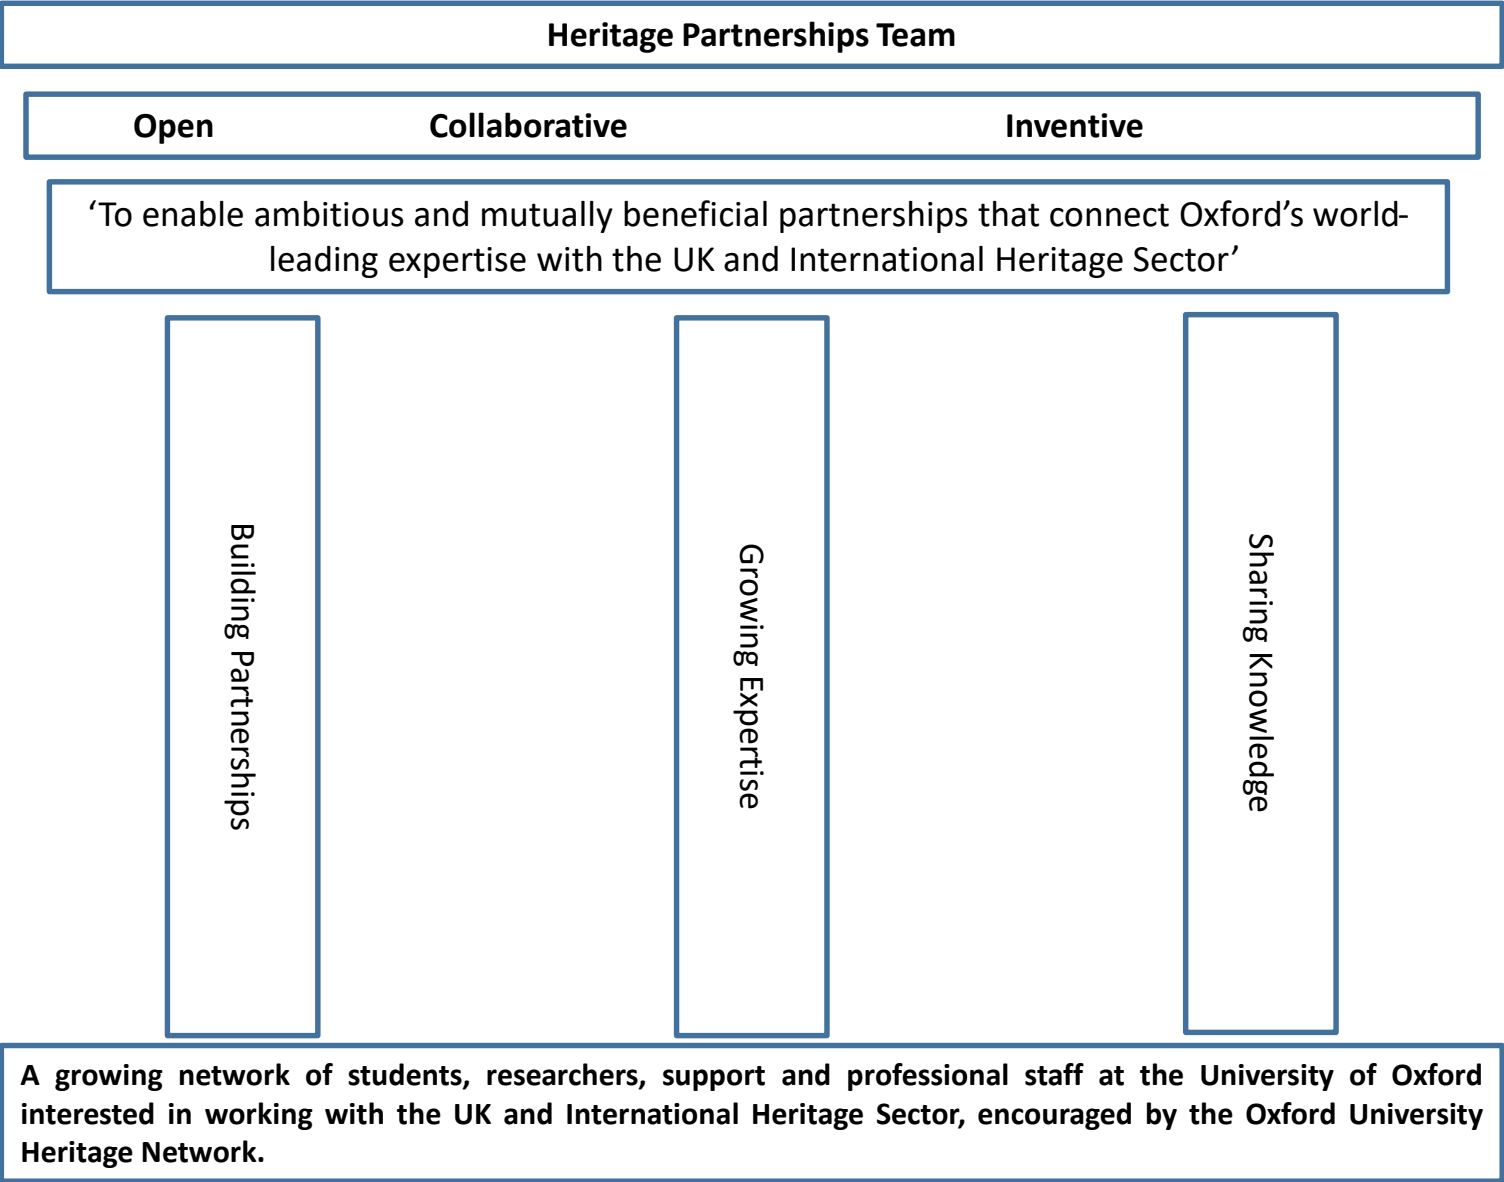 Heritage Partnerships Team
Open Collaborative Inventive
‘To enable ambitious and mutually beneficial partnerships that connect Oxford’s world-
leading expertise with the UK and International Heritage Sector’
Building Partnerships
Growing Expertise
Sharing Knowledge
A growing network of students, researchers, support and professional staff at the University of Oxford
interested in working with the UK and International Heritage Sector, encouraged by the Oxford University
Heritage Network.